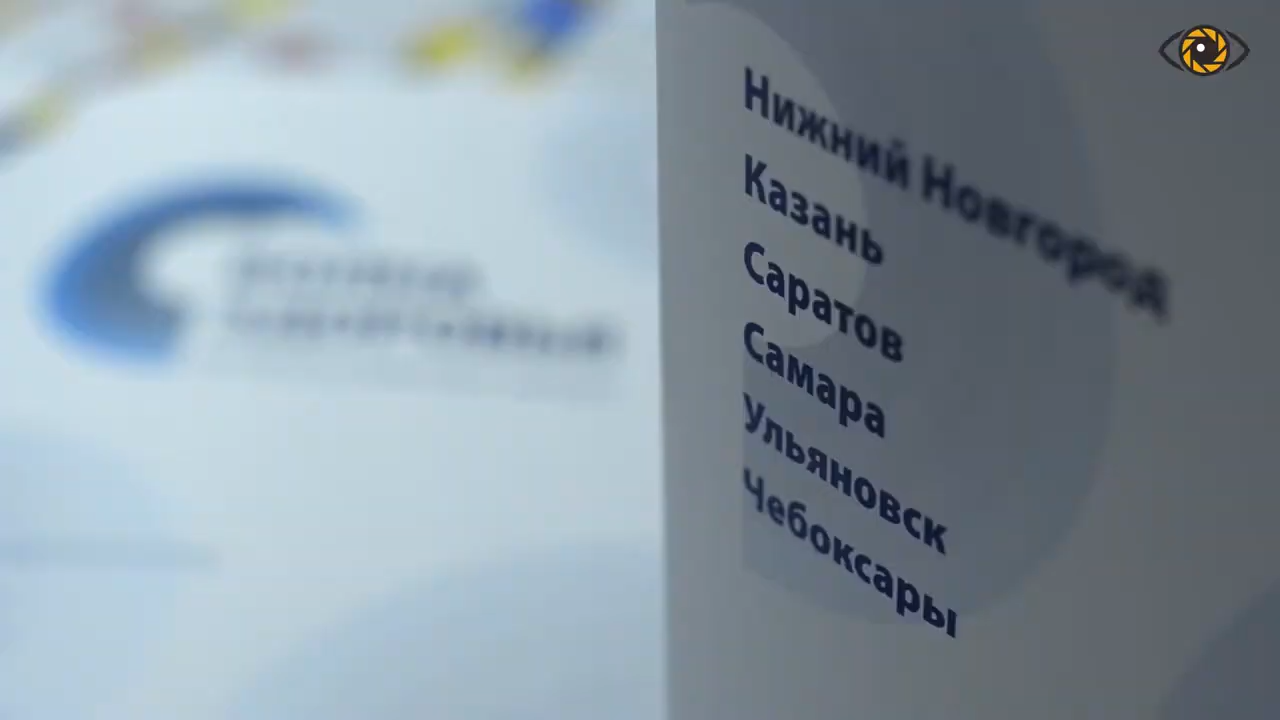 Нижний Новгород
Казань
Саратов
Самара
Ульяновск
Чебоксары